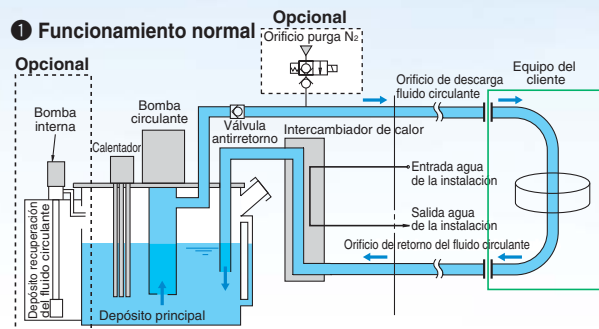 ❶ Funcionamiento normal
Opcional
Orificio purga N₂
Opcional
Bomba
interna
Calentador
Bomba
circulante
Válvula
antirretorno
Intercambiador de calor
Orificio de descarga
fluido circulante
Equipo del
cliente
Entrada agua
de la instalación
Salida agua
de la instalación
Orificio de retorno del fluido circulante
Depósito recuperación
del fluido circulante
Depósito principal